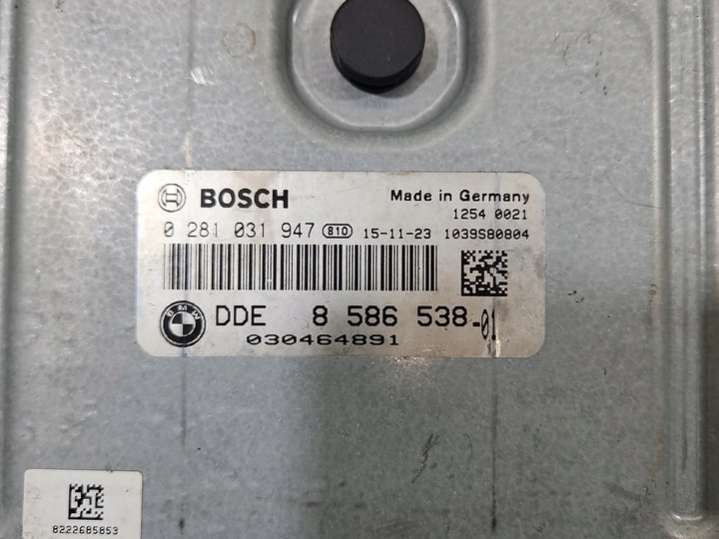 BOSCH
Made in Germany
1254 0021
0 281 031 947 810 15-11-23 1039S80804
BMW
DDE 8 586 538-01
030464891
8222685853